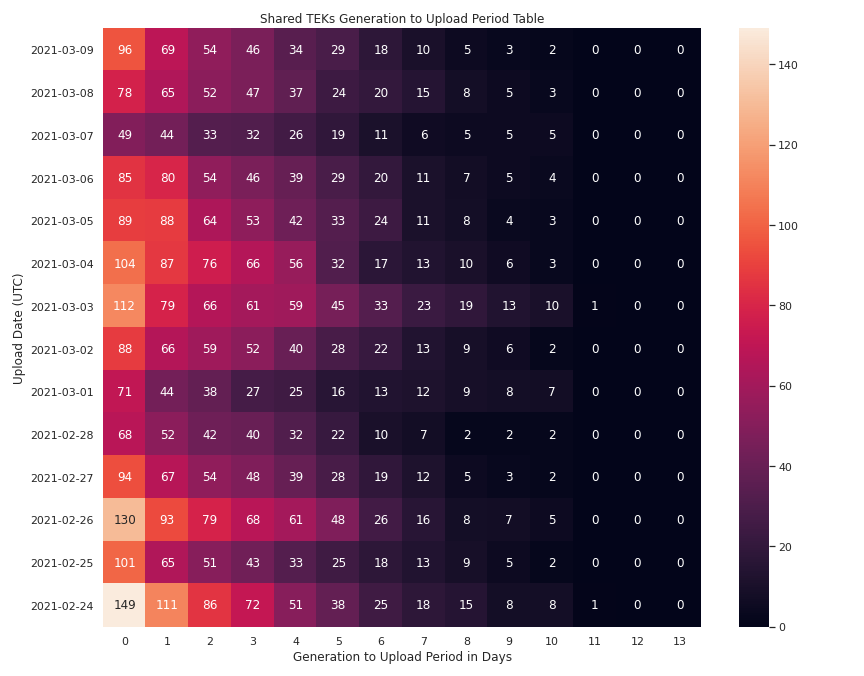 Shared TEKs Generation to Upload Period Table
Upload Date (UTC)
2021-03-09 96 69 54 46 34 29 18 10 5 3 2 0 0 0
2021-03-08 78 65 52 47 37 24 20 15 8 5 3 0 0 0
2021-03-07 49 44 33 32 26 19 11 6 5 5 5 0 0 0
2021-03-06 85 80 54 46 39 29 20 11 7 5 4 0 0 0
2021-03-05 89 88 64 53 42 33 24 11 8 4 3 0 0 0
2021-03-04 104 87 76 66 56 32 17 13 10 6 3 0 0 0
2021-03-03 112 79 66 61 59 45 33 23 19 13 10 1 0 0
2021-03-02 88 66 59 52 40 28 22 13 9 6 2 0 0 0
2021-03-01 71 44 38 27 25 16 13 12 9 8 7 0 0 0
2021-02-28 68 52 42 40 32 22 10 7 2 2 2 0 0 0
2021-02-27 94 67 54 48 39 28 19 12 5 3 2 0 0 0
2021-02-26 130 93 79 68 61 48 26 16 8 7 5 0 0 0
2021-02-25 101 65 51 43 33 25 18 13 9 5 2 0 0 0
2021-02-24 149 111 86 72 51 38 25 18 15 8 8 1 0 0
0 1 2 3 4 5 6 7 8 9 10 11 12 13
Generation to Upload Period in Days
140
120
100
80
60
40
20
0